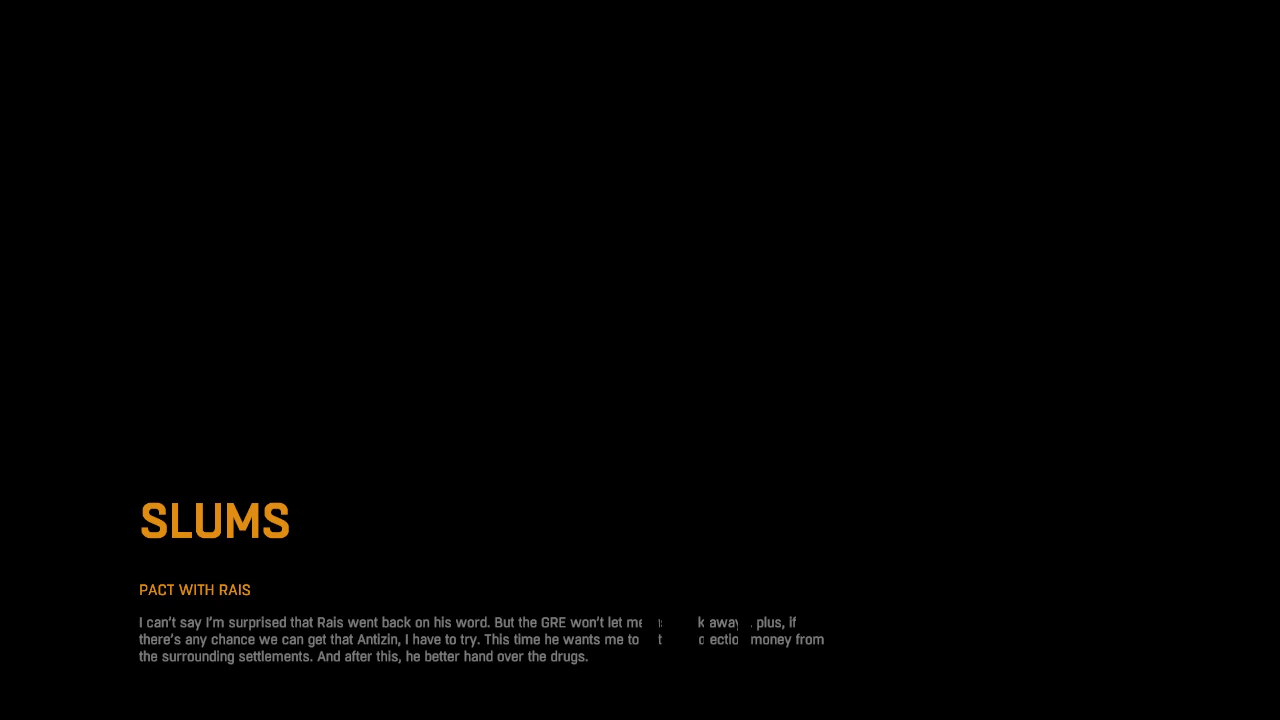 SLUMS
PACT WITH RAIS
I can't say I'm surprised that Rais went back on his word. But the GRE won't let me away plus, if
there's any chance we can get that Antizin, I have to try. This time he wants me to money from
the surrounding settlements. And after this, he better hand over the drugs.